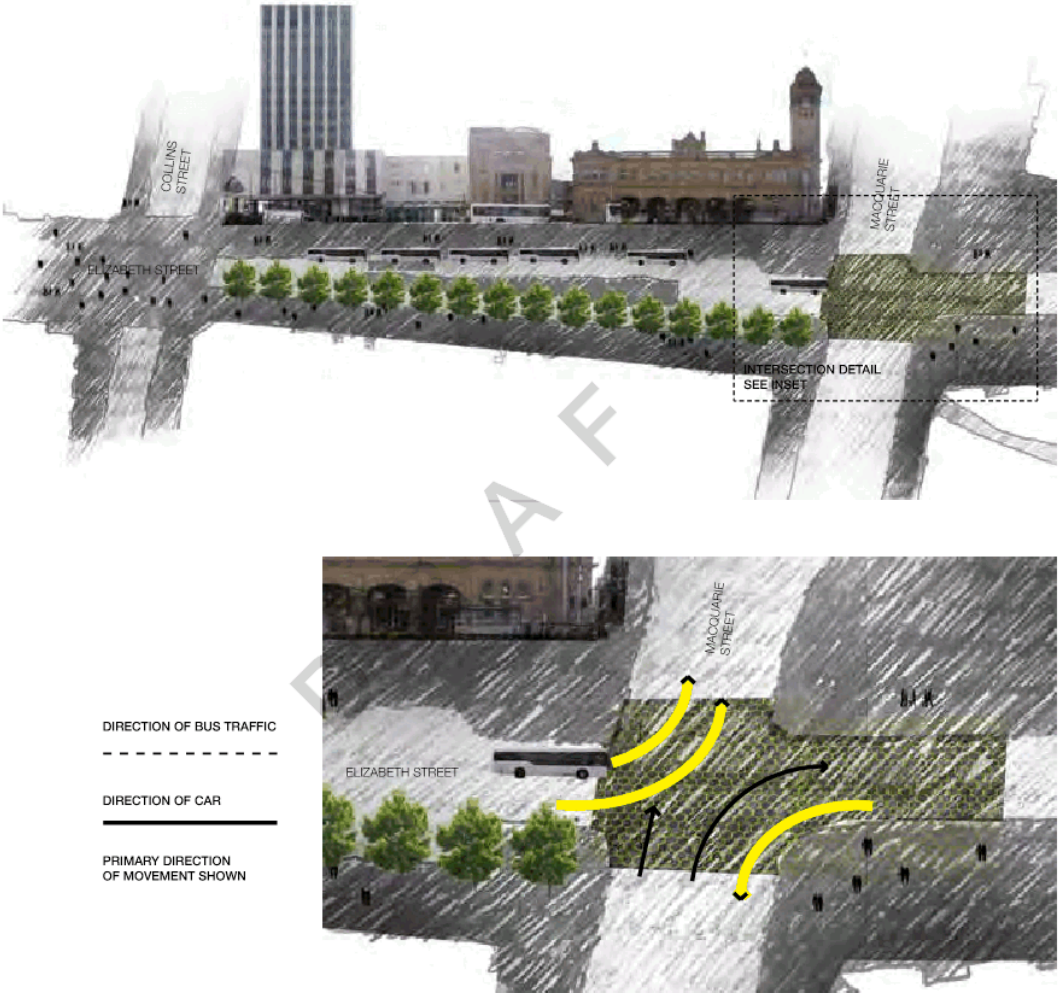 COLLINS
STREET
MACQUARIE
STREET
ELIZABETH STREET
INTERSECTION DETAIL
SEE INSET
D R A F
MACQUARIE
STREET
DIRECTION OF BUS TRAFFIC
ELIZABETH STREET
DIRECTION OF CAR
PRIMARY DIRECTION
OF MOVEMENT SHOWN